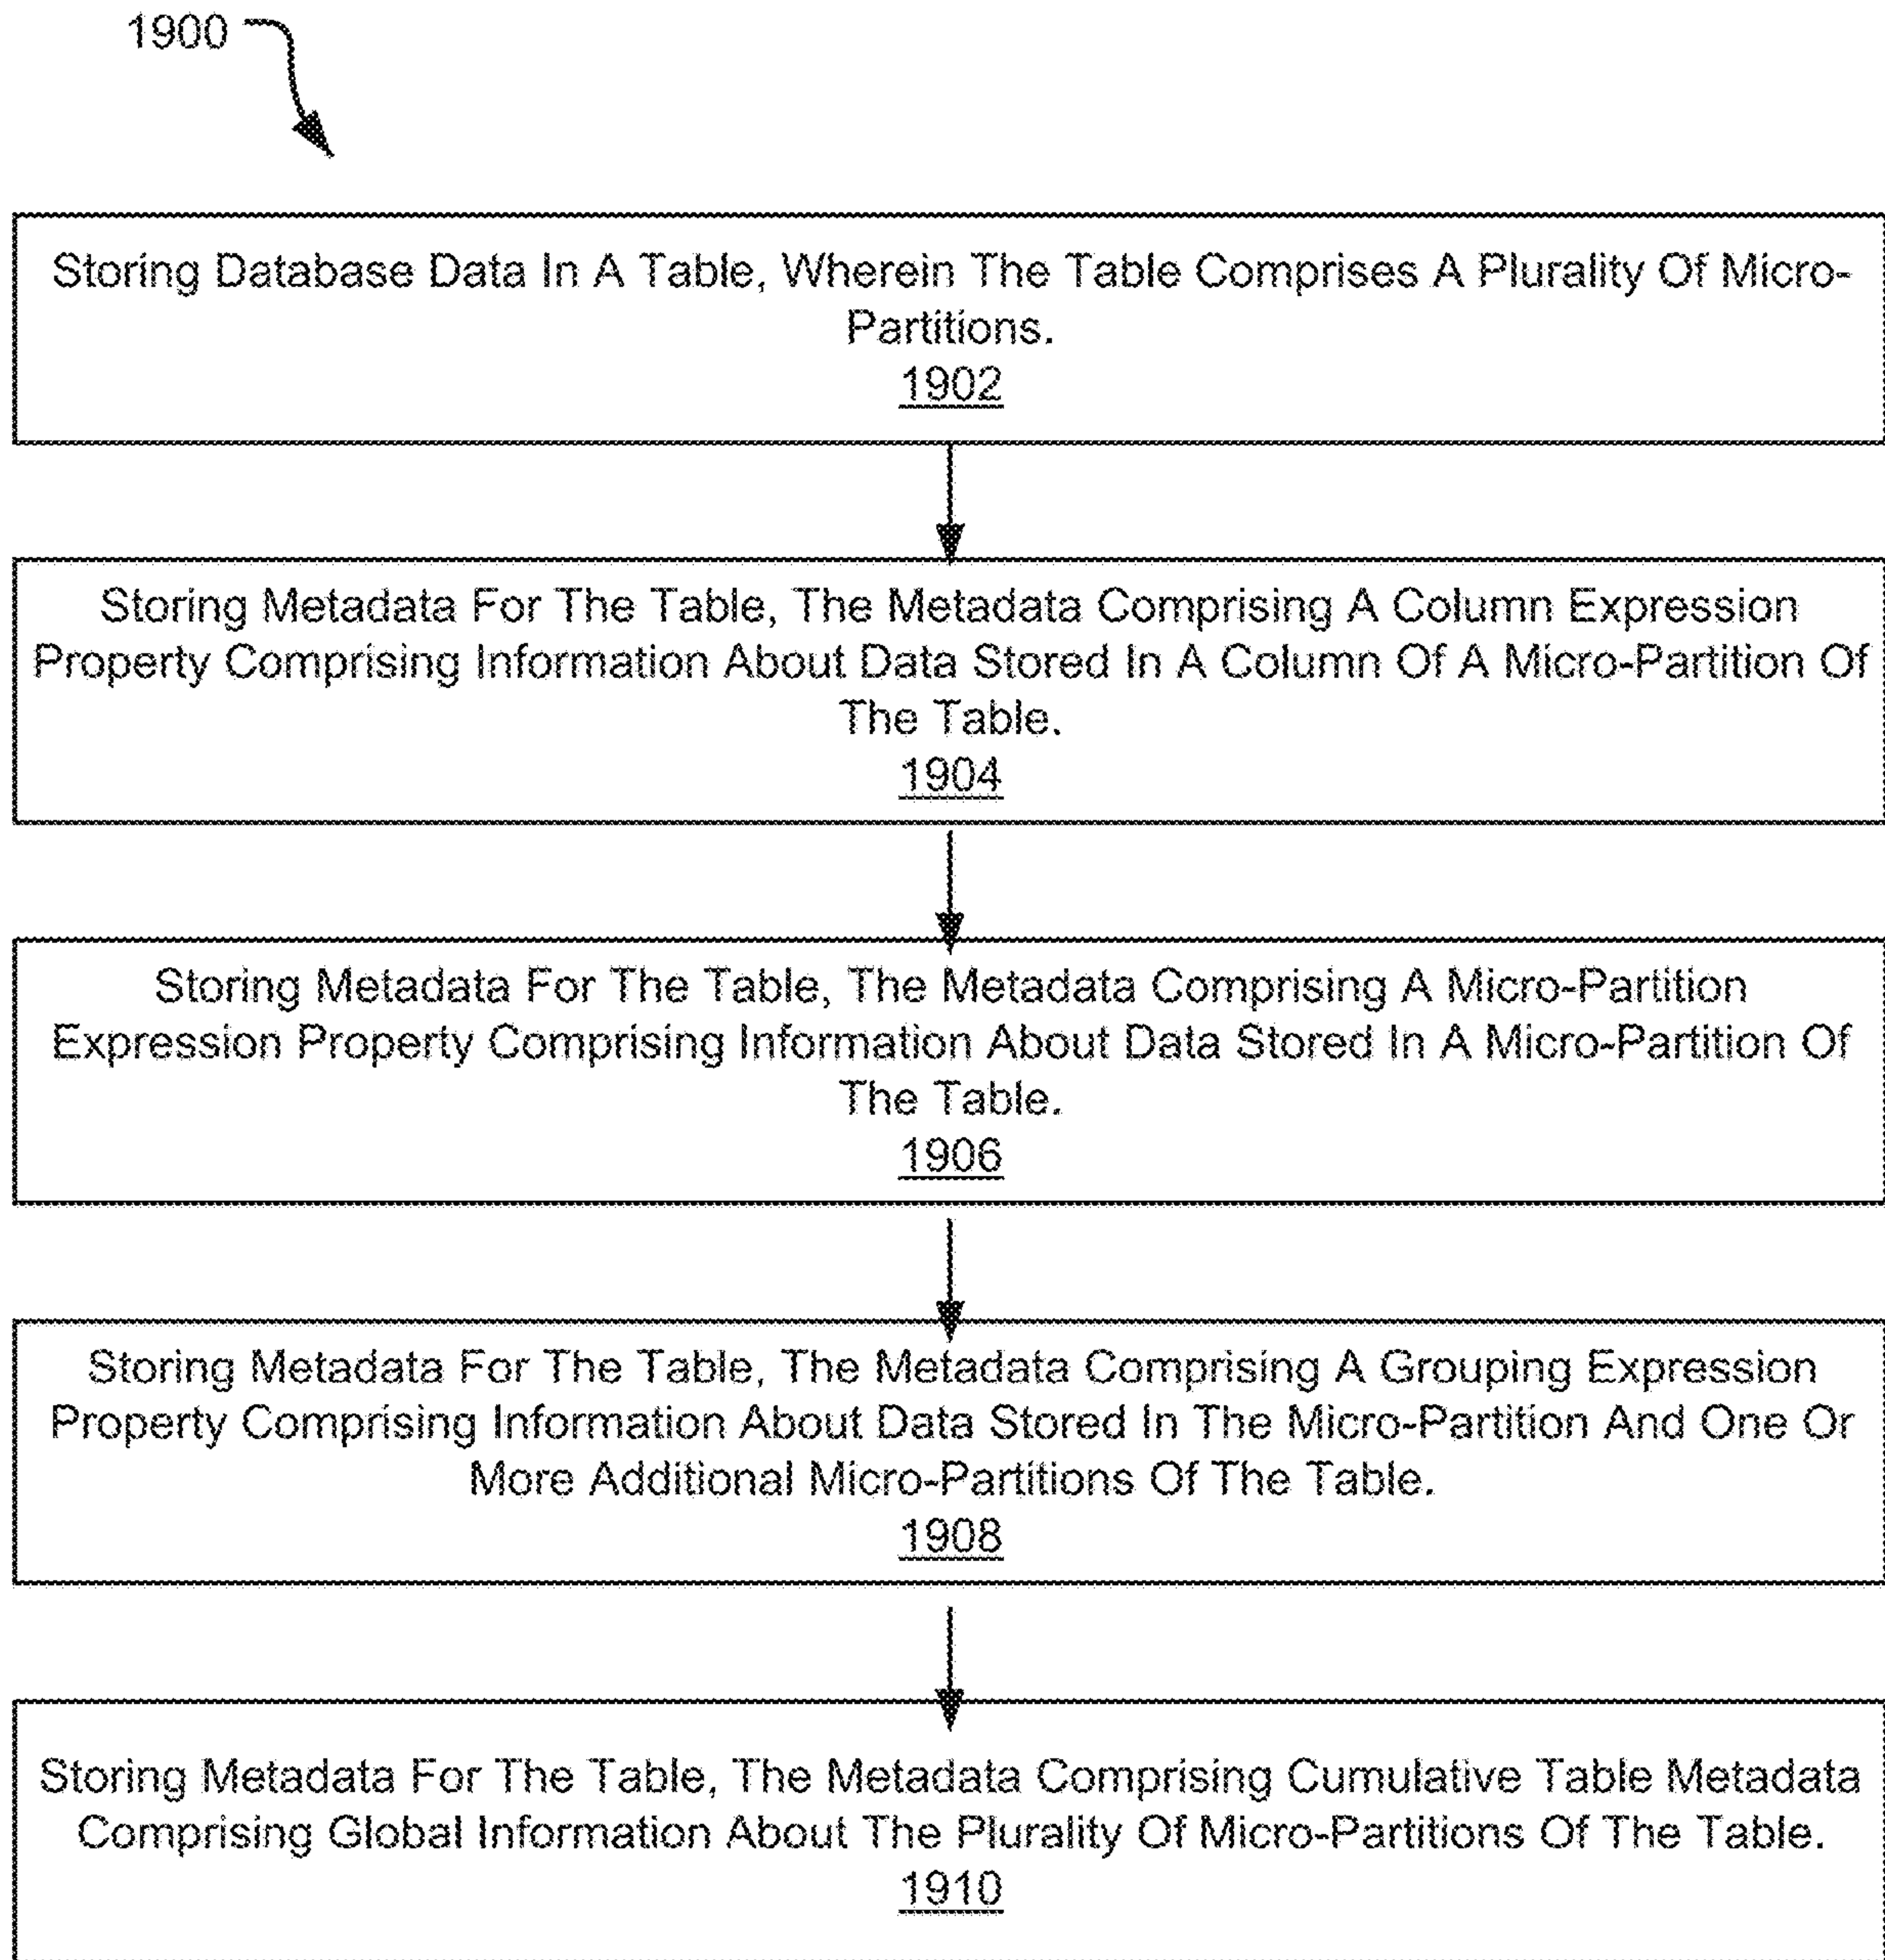 1900
Storing Database Data In A Table, Wherein The Table Comprises A Plurality Of Micro-
Partitions.
1902
Storing Metadata For The Table, The Metadata Comprising A Column Expression
Property Comprising Information About Data Stored In A Column Of A Micro-Partition Of
The Table.
1904
Storing Metadata For The Table, The Metadata Comprising A Micro-Partition
Expression Property Comprising Information About Data Stored In A Micro-Partition Of
The Table.
1906
Storing Metadata For The Table, The Metadata Comprising A Grouping Expression
Property Comprising Information About Data Stored In The Micro-Partition And One Or
More Additional Micro-Partitions Of The Table.
1908
Storing Metadata For The Table, The Metadata Comprising Cumulative Table Metadata
Comprising Global Information About The Plurality Of Micro-Partitions Of The Table.
1910